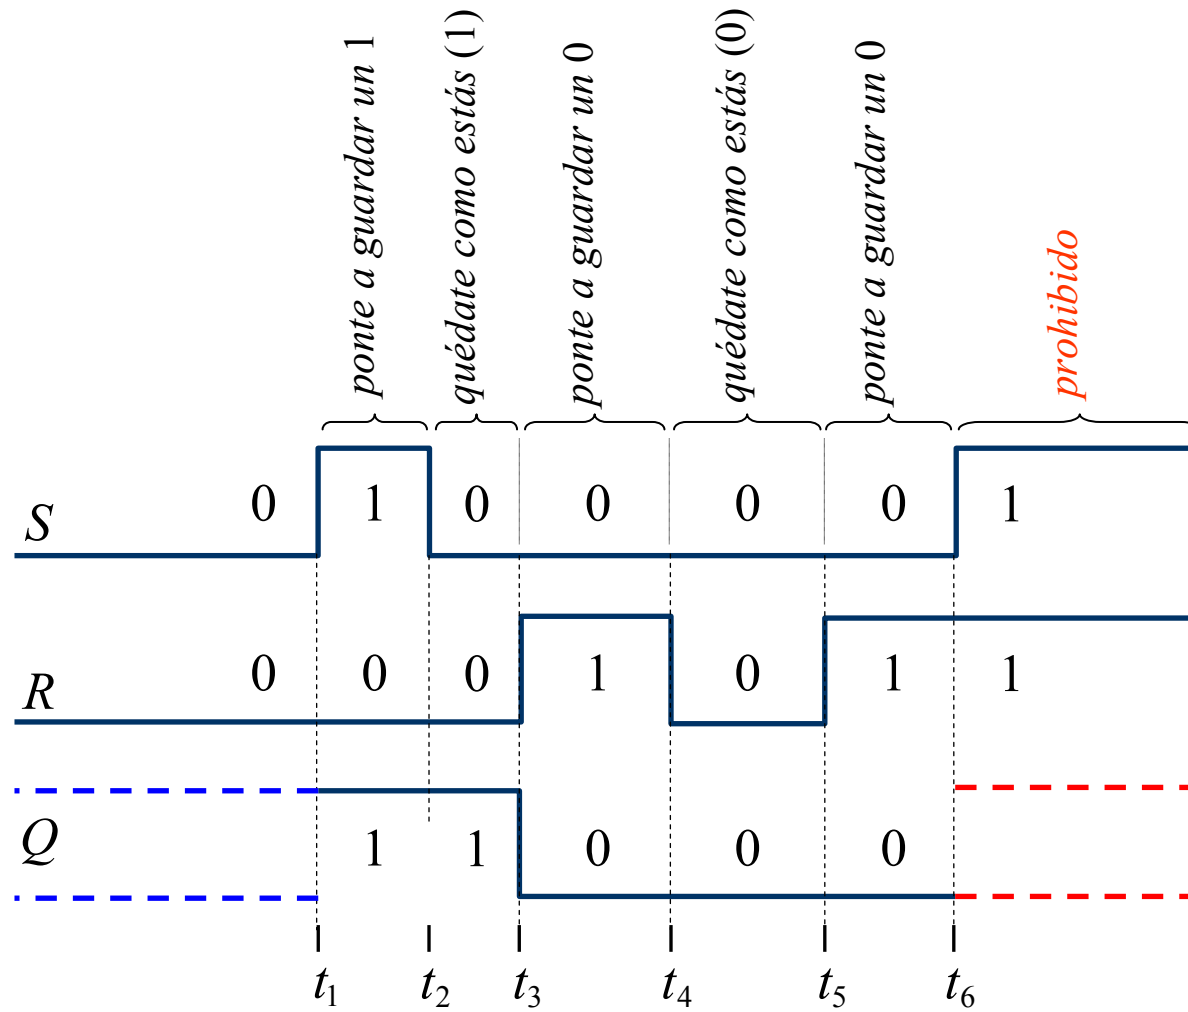 ponte a guardar un 1
quédate como estás (1)
ponte a guardar un 0
quédate como estás (0)
ponte a guardar un 0
prohibido
S 0 1 0 0 0 0 1
R 0 0 0 1 0 1 1
Q 1 1 0 0 0
t1 t2 t3 t4 t5 t6